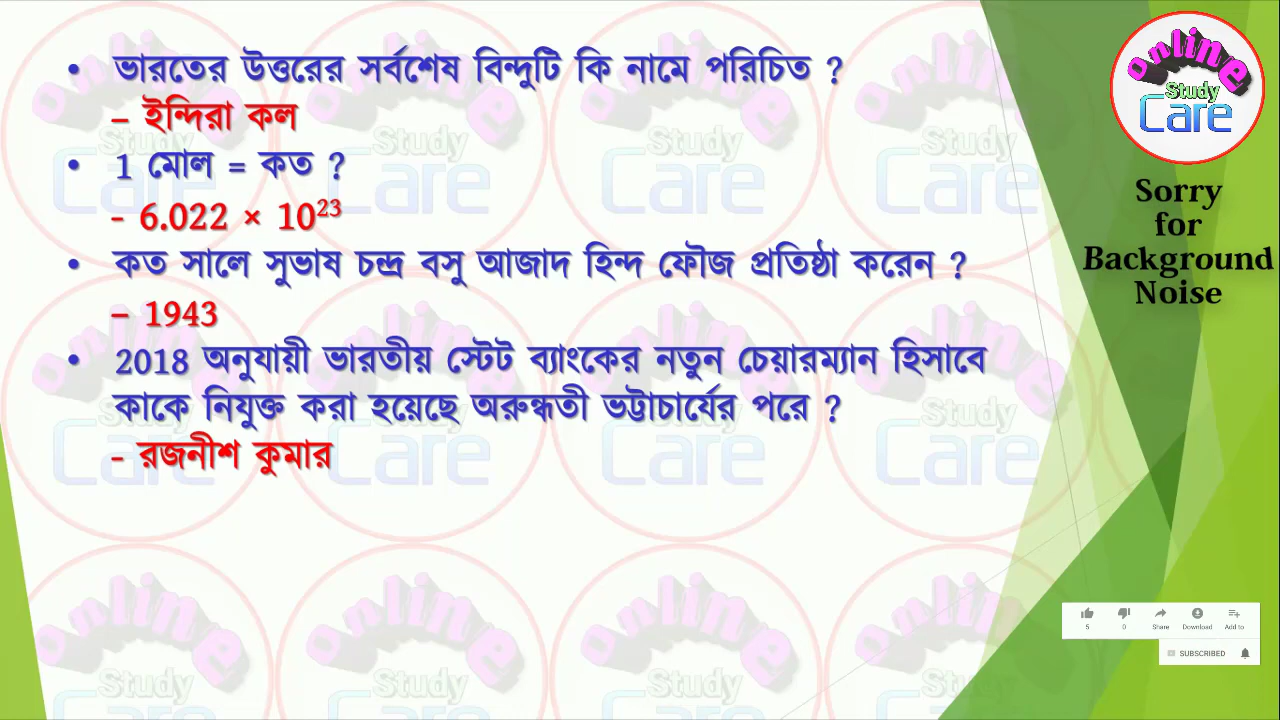 • ভারতের উত্তরের সর্বশেষ বিন্দুটি কি নামে পরিচিত ?
– ইন্দিরা কল
• 1 মোল = কত ?
- 6.022 × 10²³
• কত সালে সুভাষ চন্দ্র বসু আজাদ হিন্দ ফৌজ প্রতিষ্ঠা করেন ?
– 1943
• 2018 অনুযায়ী ভারতীয় স্টেট ব্যাংকের নতুন চেয়ারম্যান হিসাবে
কাকে নিযুক্ত করা হয়েছে অরুন্ধতী ভট্টাচার্যের পরে ?
- রজনীশ কুমার
Online
Study
Care
Sorry
for
Background
Noise
5 0 Share Download Add to
SUBSCRIBED